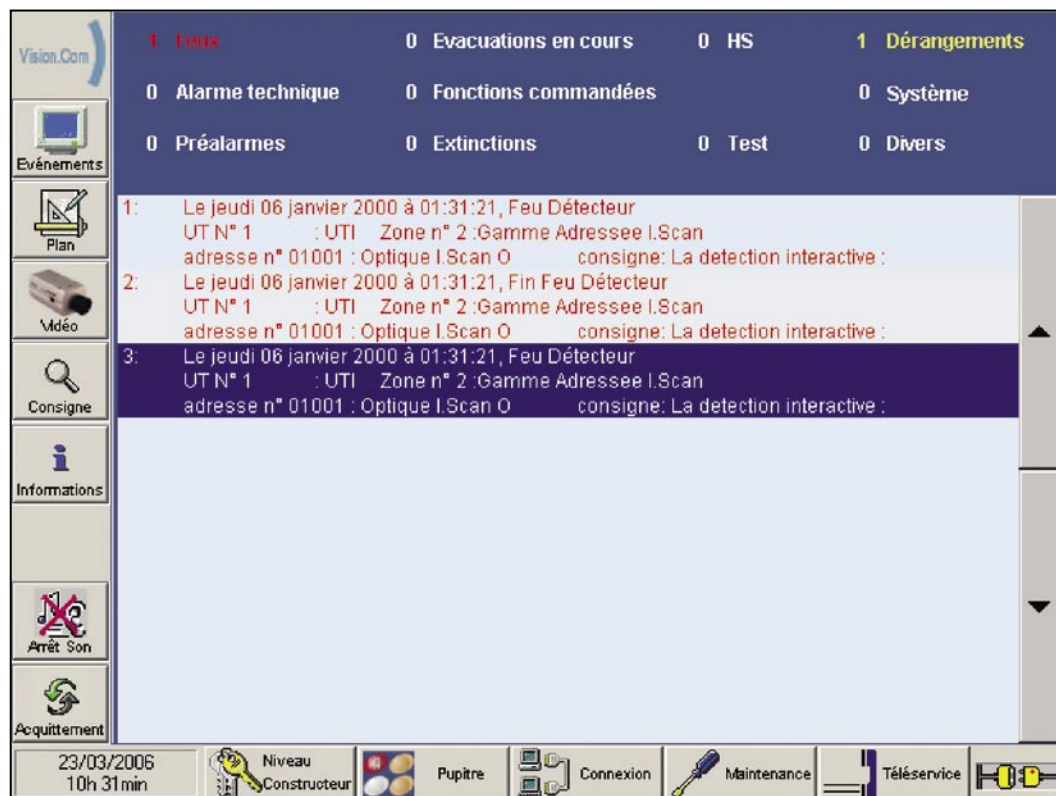 Vision.Com
1 Feux 0 Evacuations en cours 0 HS 1 Dérangements
0 Alarme technique 0 Fonctions commandées 0 Système
0 Préalarmes 0 Extinctions 0 Test 0 Divers
Evénements
Plan
Vidéo
Consigne
Informations
Arrêt Son
Acquittement
1: Le jeudi 06 janvier 2000 à 01:31:21, Feu Détecteur
UT N° 1 : UTI Zone n° 2 :Gamme Adressee I.Scan
adresse n° 01001 : Optique I.Scan O consigne: La detection interactive :
2: Le jeudi 06 janvier 2000 à 01:31:21, Fin Feu Détecteur
UT N° 1 : UTI Zone n° 2 :Gamme Adressee I.Scan
adresse n° 01001 : Optique I.Scan O consigne: La detection interactive :
3: Le jeudi 06 janvier 2000 à 01:31:21, Feu Détecteur
UT N° 1 : UTI Zone n° 2 :Gamme Adressee I.Scan
adresse n° 01001 : Optique I.Scan O consigne: La detection interactive :
23/03/2006
10h 31min
Niveau
Constructeur
Pupitre
Connexion
Maintenance
Téléservice